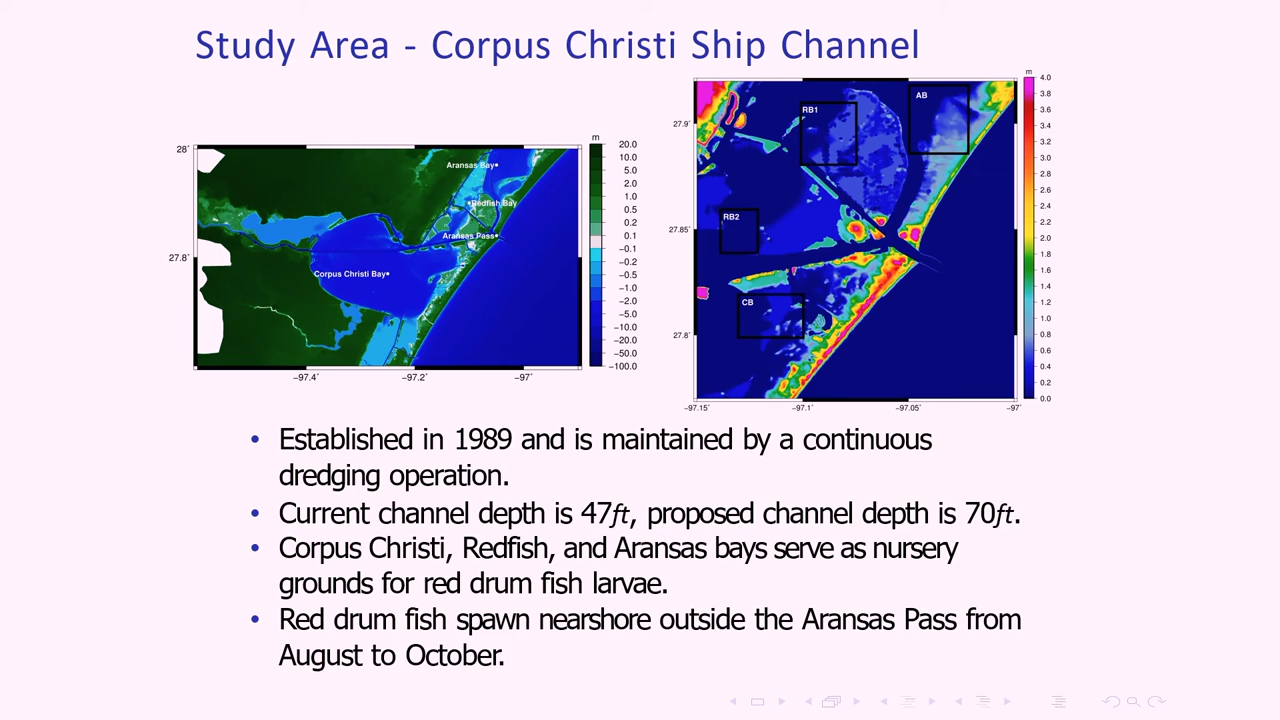 Study Area - Corpus Christi Ship Channel
m
28˚
27.8˚
−97.4˚
−97.2˚
−97˚
Aransas Bay
Redfish Bay
Aransas Pass
Corpus Christi Bay
20.0
10.0
5.0
2.0
1.0
0.5
0.2
0.1
−0.1
−0.2
−0.5
−1.0
−2.0
−5.0
−10.0
−20.0
−50.0
−100.0
m
27.9˚
27.85˚
27.8˚
−97.15˚
−97.1˚
−97.05˚
−97˚
RB1
AB
RB2
CB
4.0
3.8
3.6
3.4
3.2
3.0
2.8
2.6
2.4
2.2
2.0
1.8
1.6
1.4
1.2
1.0
0.8
0.6
0.4
0.2
0.0
• Established in 1989 and is maintained by a continuous
dredging operation.
• Current channel depth is 47ft, proposed channel depth is 70ft.
• Corpus Christi, Redfish, and Aransas bays serve as nursery
grounds for red drum fish larvae.
• Red drum fish spawn nearshore outside the Aransas Pass from
August to October.